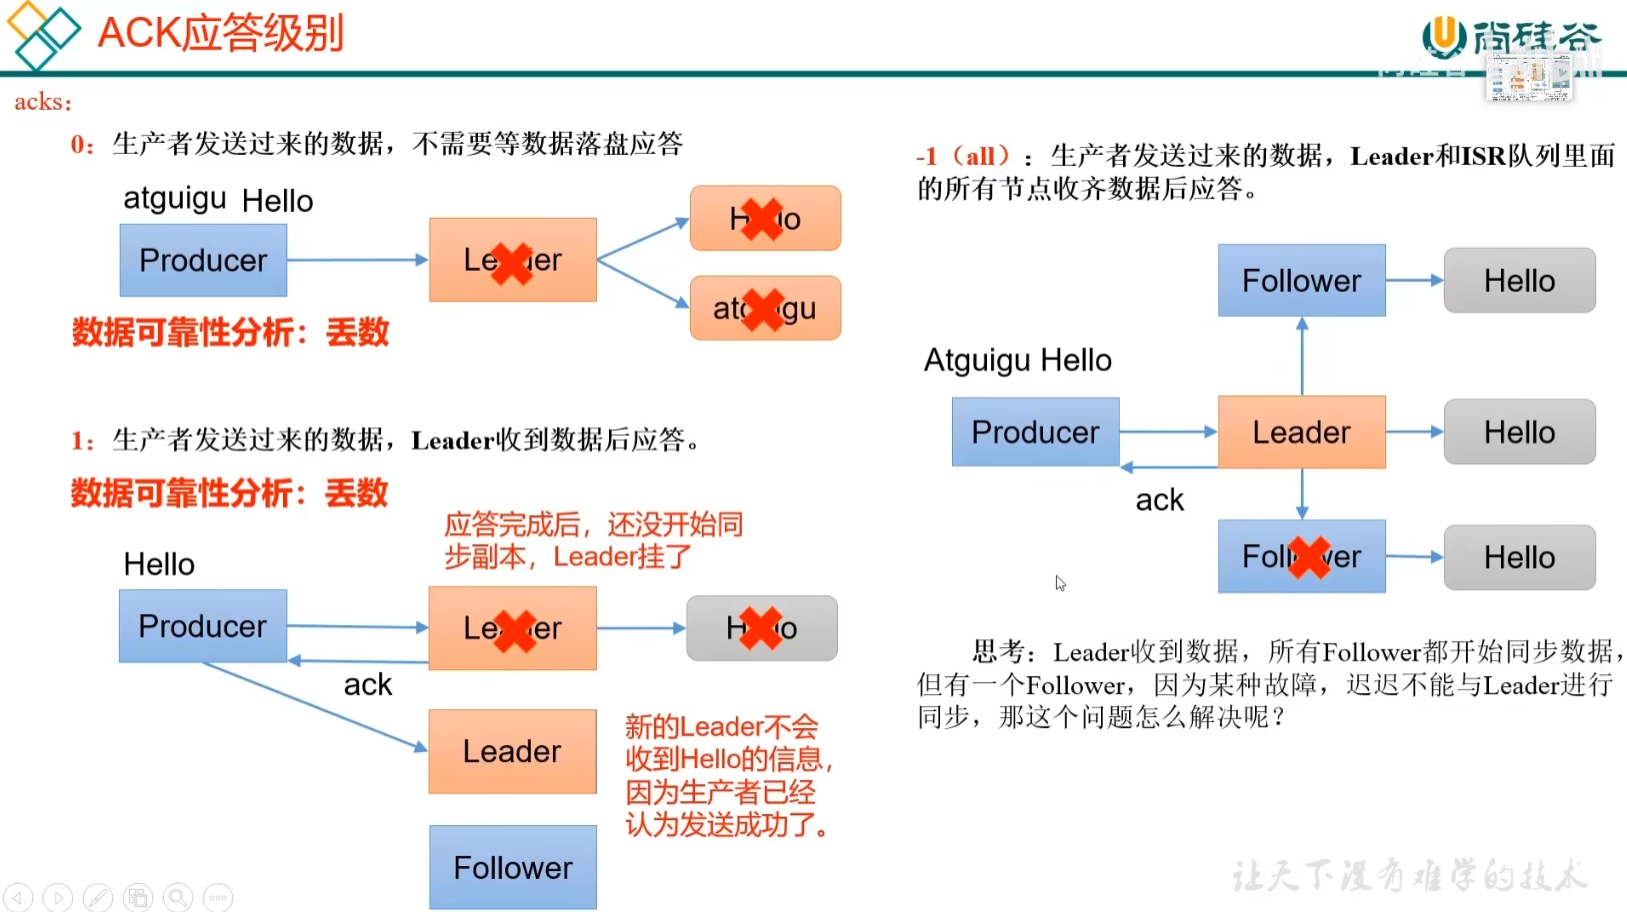 ACK应答级别
尚硅谷
acks：
0：生产者发送过来的数据，不需要等数据落盘应答
atguigu Hello
Producer
Leader
Hello
atguigu
数据可靠性分析：丢数
1：生产者发送过来的数据，Leader收到数据后应答。
数据可靠性分析：丢数
应答完成后，还没开始同
步副本，Leader挂了
Hello
Producer
Leader
Hello
ack
Leader
新的Leader不会
收到Hello的信息，
因为生产者已经
认为发送成功了。
Follower
-1（all）：生产者发送过来的数据，Leader和ISR队列里面
的所有节点收齐数据后应答。
Follower
Hello
Atguigu Hello
Producer
Leader
Hello
ack
Follower
Hello
思考：Leader收到数据，所有Follower都开始同步数据，
但有一个Follower，因为某种故障，迟迟不能与Leader进行
同步，那这个问题怎么解决呢？
让天下没有难学的技术